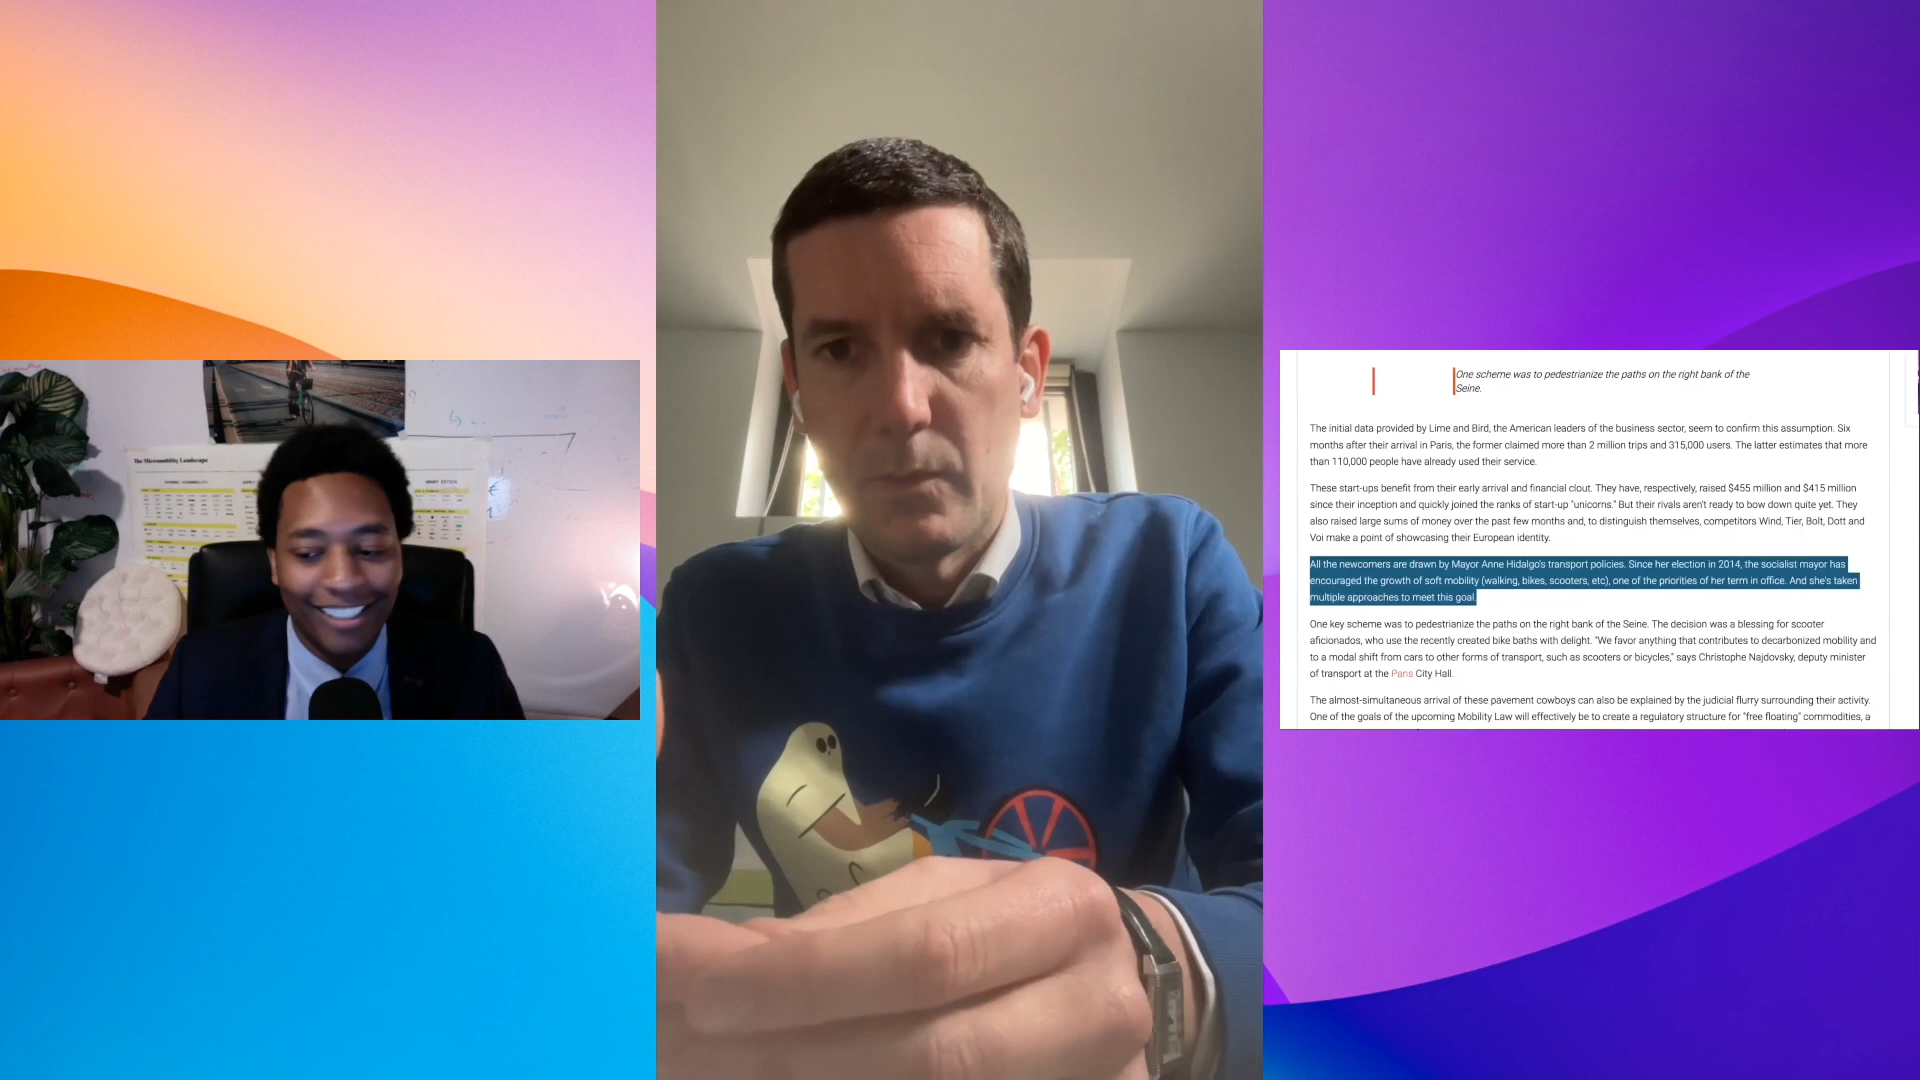 The Micromobility Landscape
SMART CITIES
One scheme was to pedestrianize the paths on the right bank of the
Seine.
The initial data provided by Lime and Bird, the American leaders of the business sector, seem to confirm this assumption. Six
months after their arrival in Paris, the former claimed more than 2 million trips and 315,000 users. The latter estimates that more
than 110,000 people have already used their service.
These start-ups benefit from their early arrival and financial clout. They have, respectively, raised $455 million and $415 million
since their inception and quickly joined the ranks of start-up "unicorns." But their rivals aren't ready to bow down quite yet. They
also raised large sums of money over the past few months and, to distinguish themselves, competitors Wind, Tier, Bolt, Dott and
Voi make a point of showcasing their European identity.
All the newcomers are drawn by Mayor Anne Hidalgo's transport policies. Since her election in 2014, the socialist mayor has
encouraged the growth of soft mobility (walking, bikes, scooters, etc), one of the priorities of her term in office. And she's taken
multiple approaches to meet this goal.
One key scheme was to pedestrianize the paths on the right bank of the Seine. The decision was a blessing for scooter
aficionados, who use the recently created bike baths with delight. "We favor anything that contributes to decarbonized mobility and
to a modal shift from cars to other forms of transport, such as scooters or bicycles," says Christophe Najdovsky, deputy minister
of transport at the Paris City Hall.
The almost-simultaneous arrival of these pavement cowboys can also be explained by the judicial flurry surrounding their activity.
One of the goals of the upcoming Mobility Law will effectively be to create a regulatory structure for "free floating" commodities, a